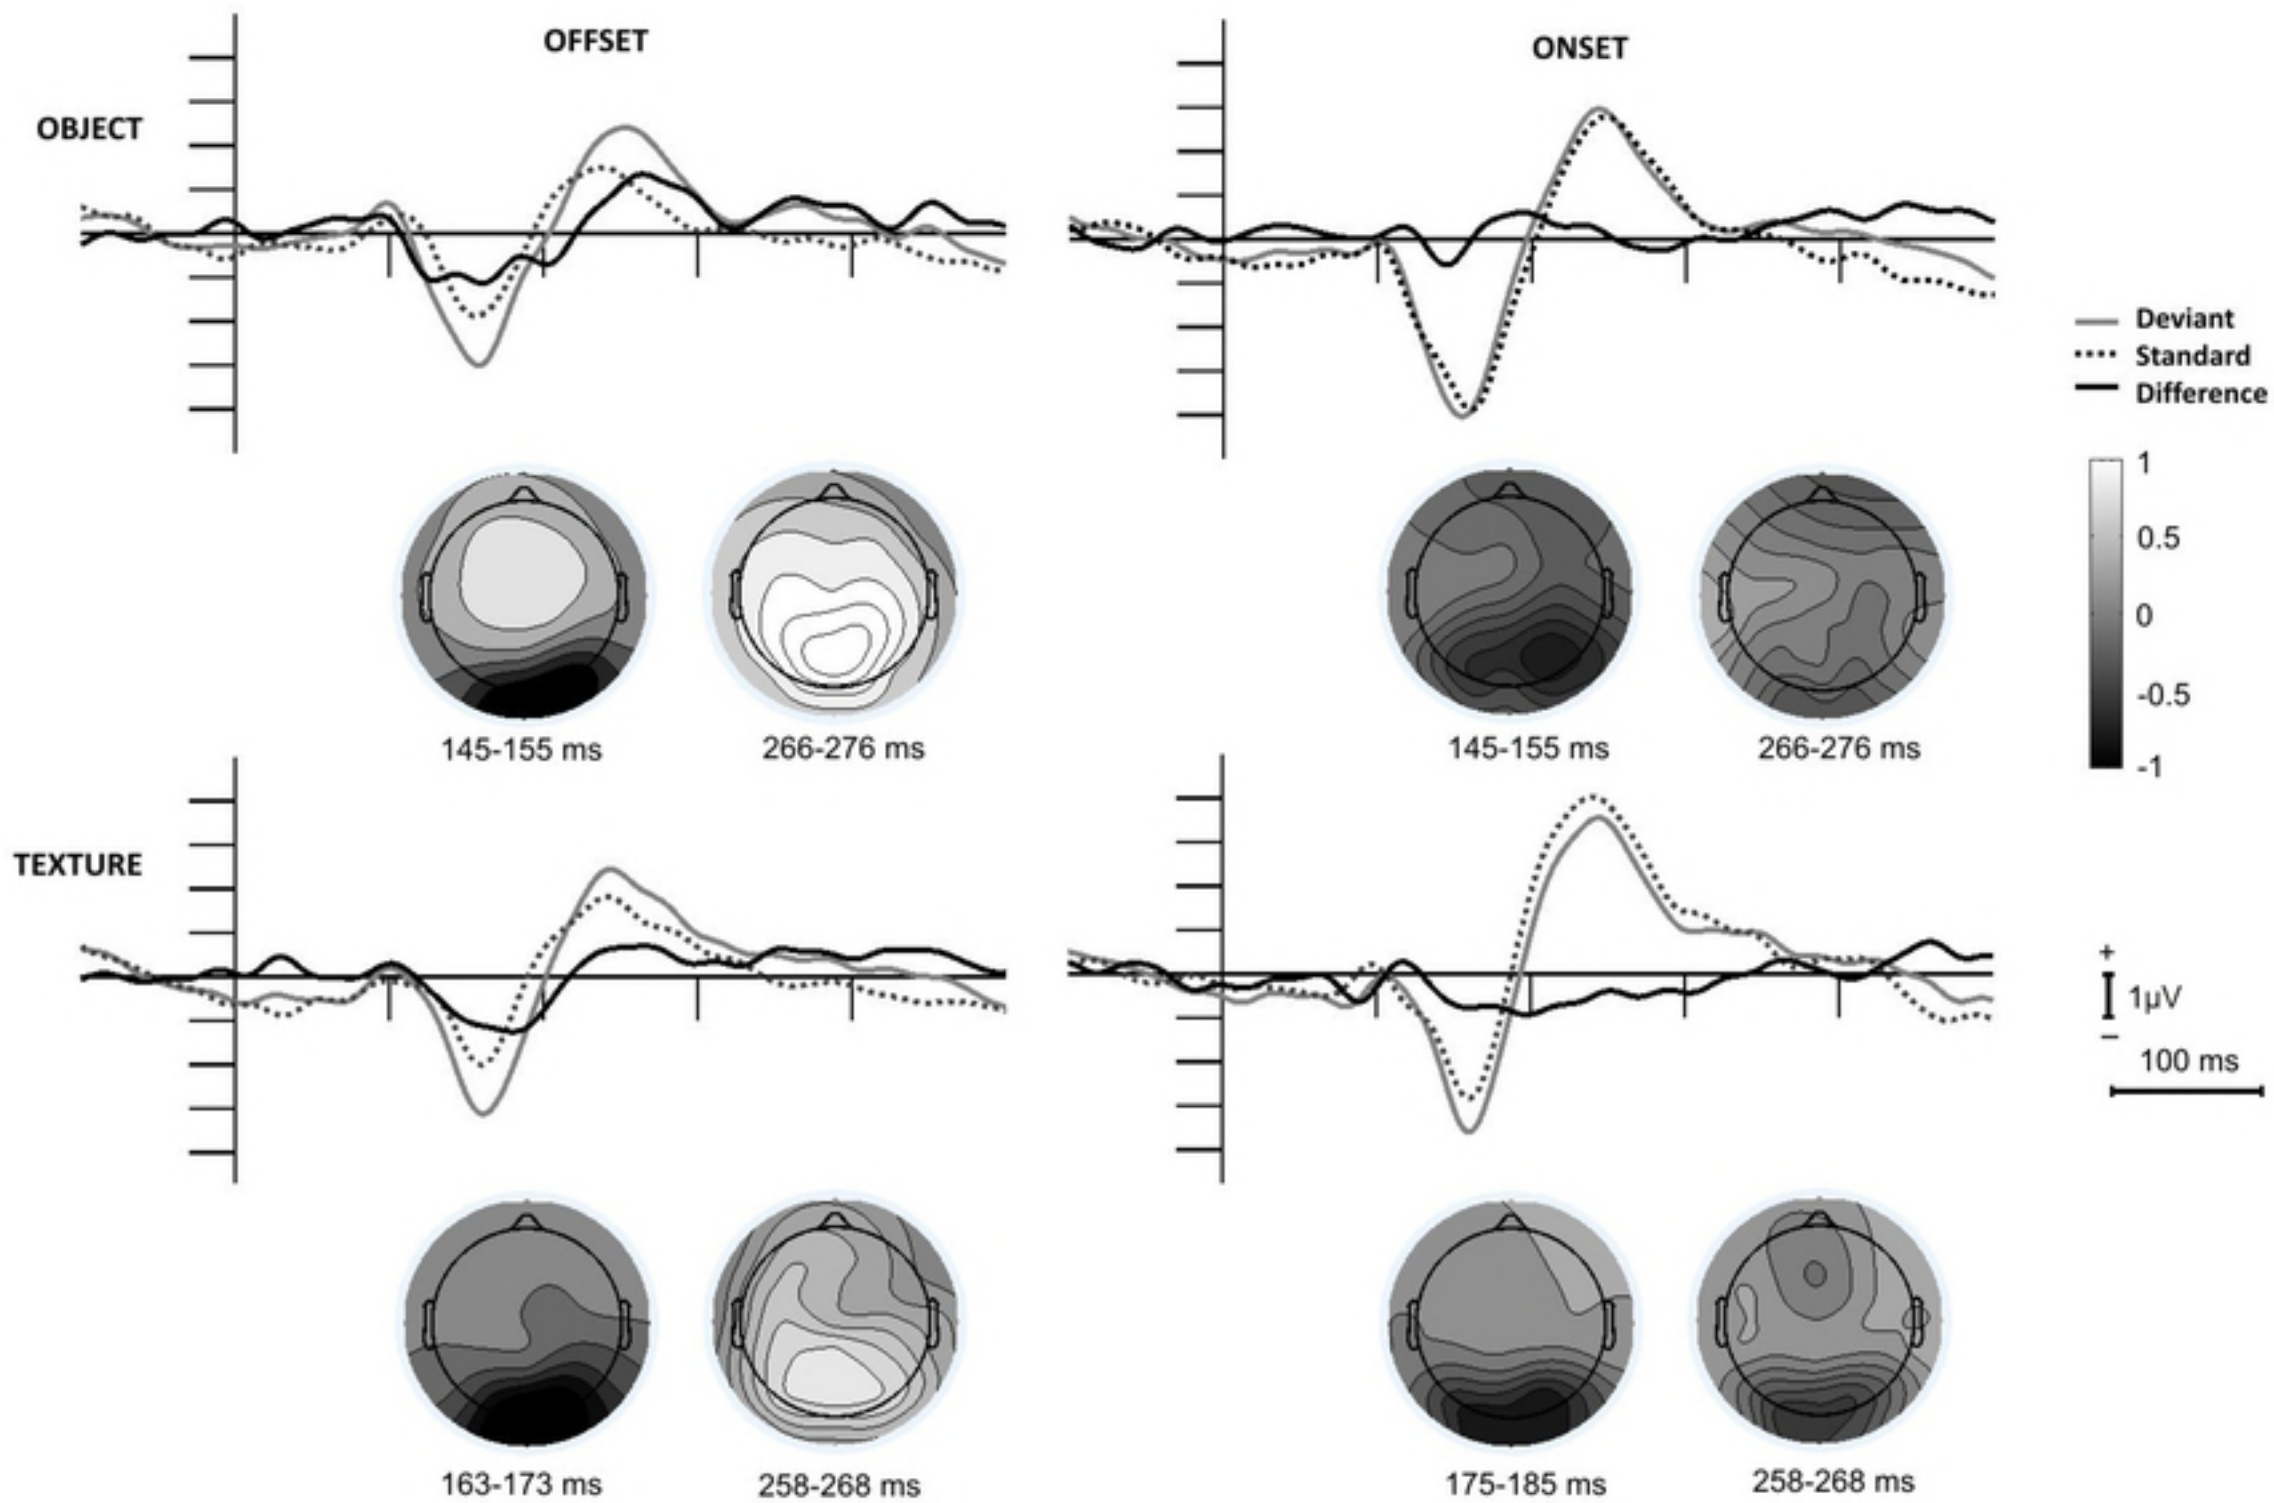 OFFSET
ONSET
OBJECT
Deviant
Standard
Difference
1
0.5
0
-0.5
-1
145-155 ms
266-276 ms
145-155 ms
266-276 ms
TEXTURE
+
1µV
−
100 ms
163-173 ms
258-268 ms
175-185 ms
258-268 ms